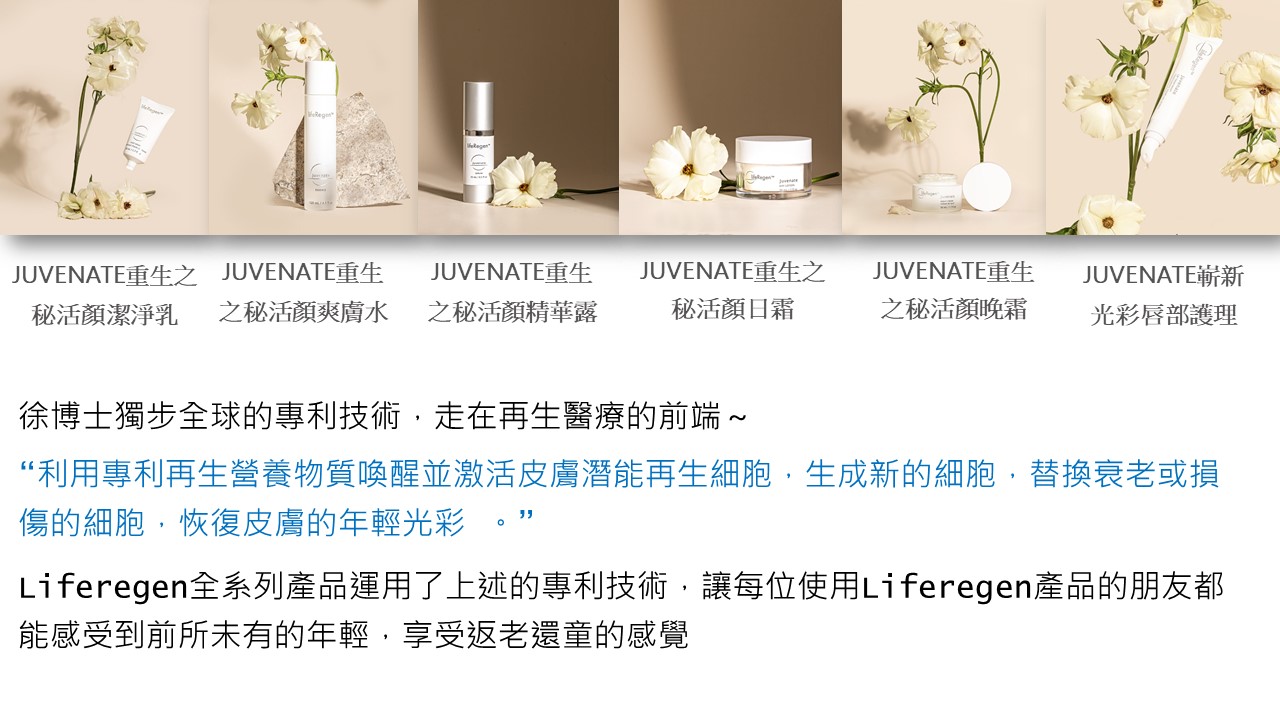 LifeRegen™
LifeRegen™
LifeRegen™
LifeRegen™
juvenate
LifeRegen™
JUVENATE重生之
秘活顏潔淨乳
JUVENATE重生
之秘活顏爽膚水
JUVENATE重生
之秘活顏精華露
JUVENATE重生之
秘活顏日霜
JUVENATE重生
之秘活顏晚霜
JUVENATE嶄新
光彩唇部護理
徐博士獨步全球的專利技術，走在再生醫療的前端～
“利用專利再生營養物質喚醒並激活皮膚潛能再生細胞，生成新的細胞，替換衰老或損
傷的細胞，恢復皮膚的年輕光彩 。”
Liferegen全系列產品運用了上述的專利技術，讓每位使用Liferegen產品的朋友都
能感受到前所未有的年輕，享受返老還童的感覺